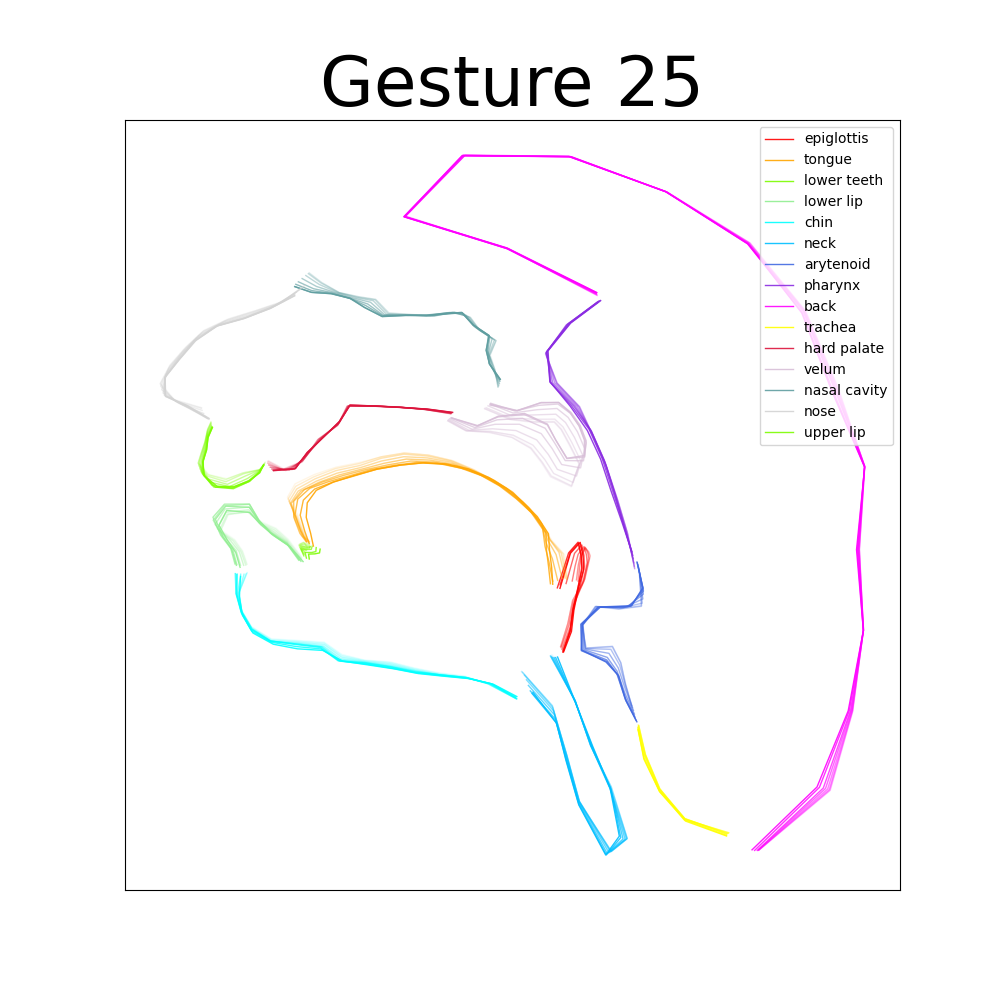 Gesture 25
epiglottis
tongue
lower teeth
lower lip
chin
neck
arytenoid
pharynx
back
trachea
hard palate
velum
nasal cavity
nose
upper lip